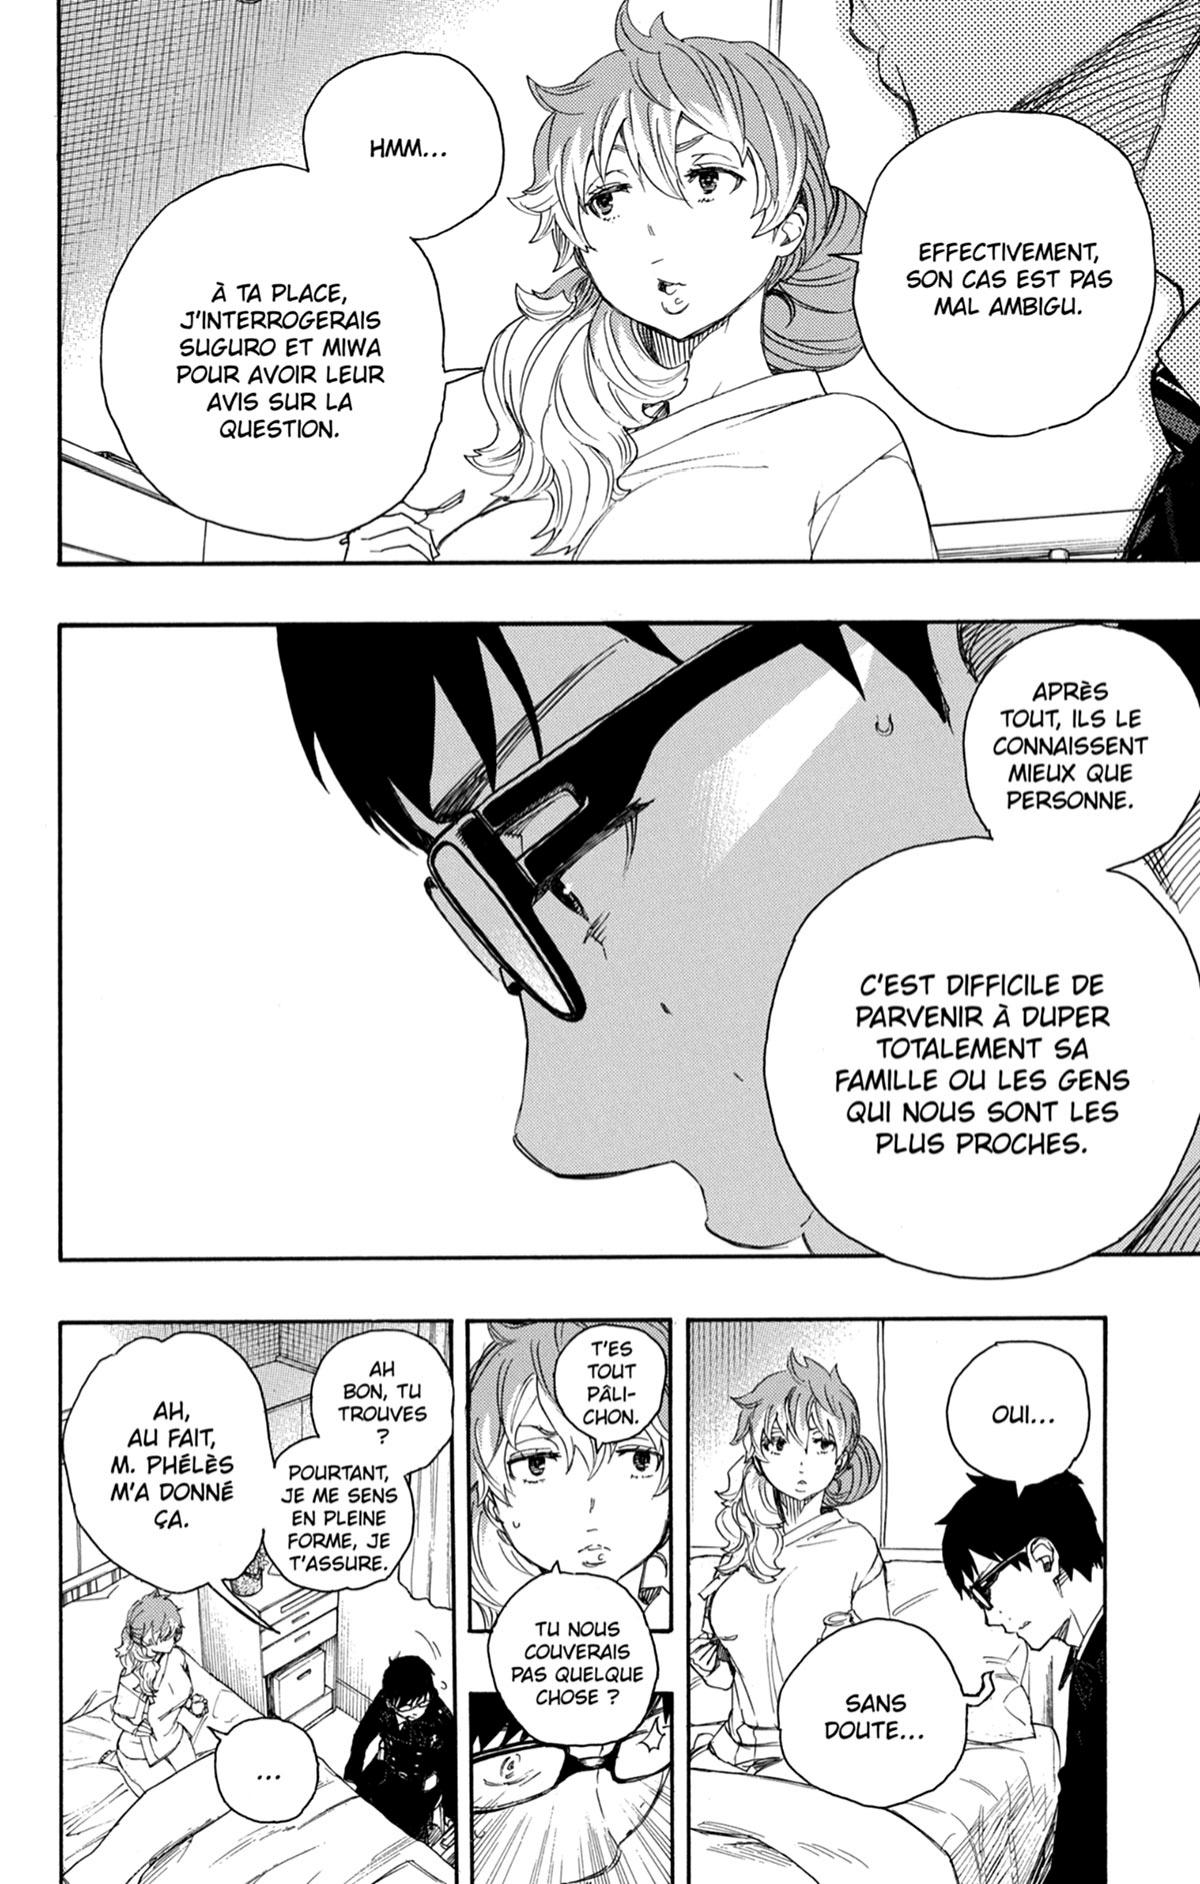 EFFECTIVEMENT,
SON CAS EST PAS
MAL AMBIGU.
HMM...
À TA PLACE,
J'INTERROGERAIS
SUGURO ET MIWA
POUR AVOIR LEUR
AVIS SUR LA
QUESTION.
APRÈS
TOUT, ILS LE
CONNAISSENT
MIEUX QUE
PERSONNE.
C'EST DIFFICILE DE
PARVENIR À DUPER
TOTALEMENT SA
FAMILLE OU LES GENS
QUI NOUS SONT LES
PLUS PROCHES.
OUI...
SANS
DOUTE...
T'ES
TOUT
PÂLI-
CHON.
TU NOUS
COUVERAIS
PAS QUELQUE
CHOSE ?
AH
BON, TU
TROUVES
?
POURTANT,
JE ME SENS
EN PLEINE
FORME, JE
T'ASSURE.
AH,
AU FAIT,
M. PHÉLÈS
M'A DONNÉ
ÇA.
...